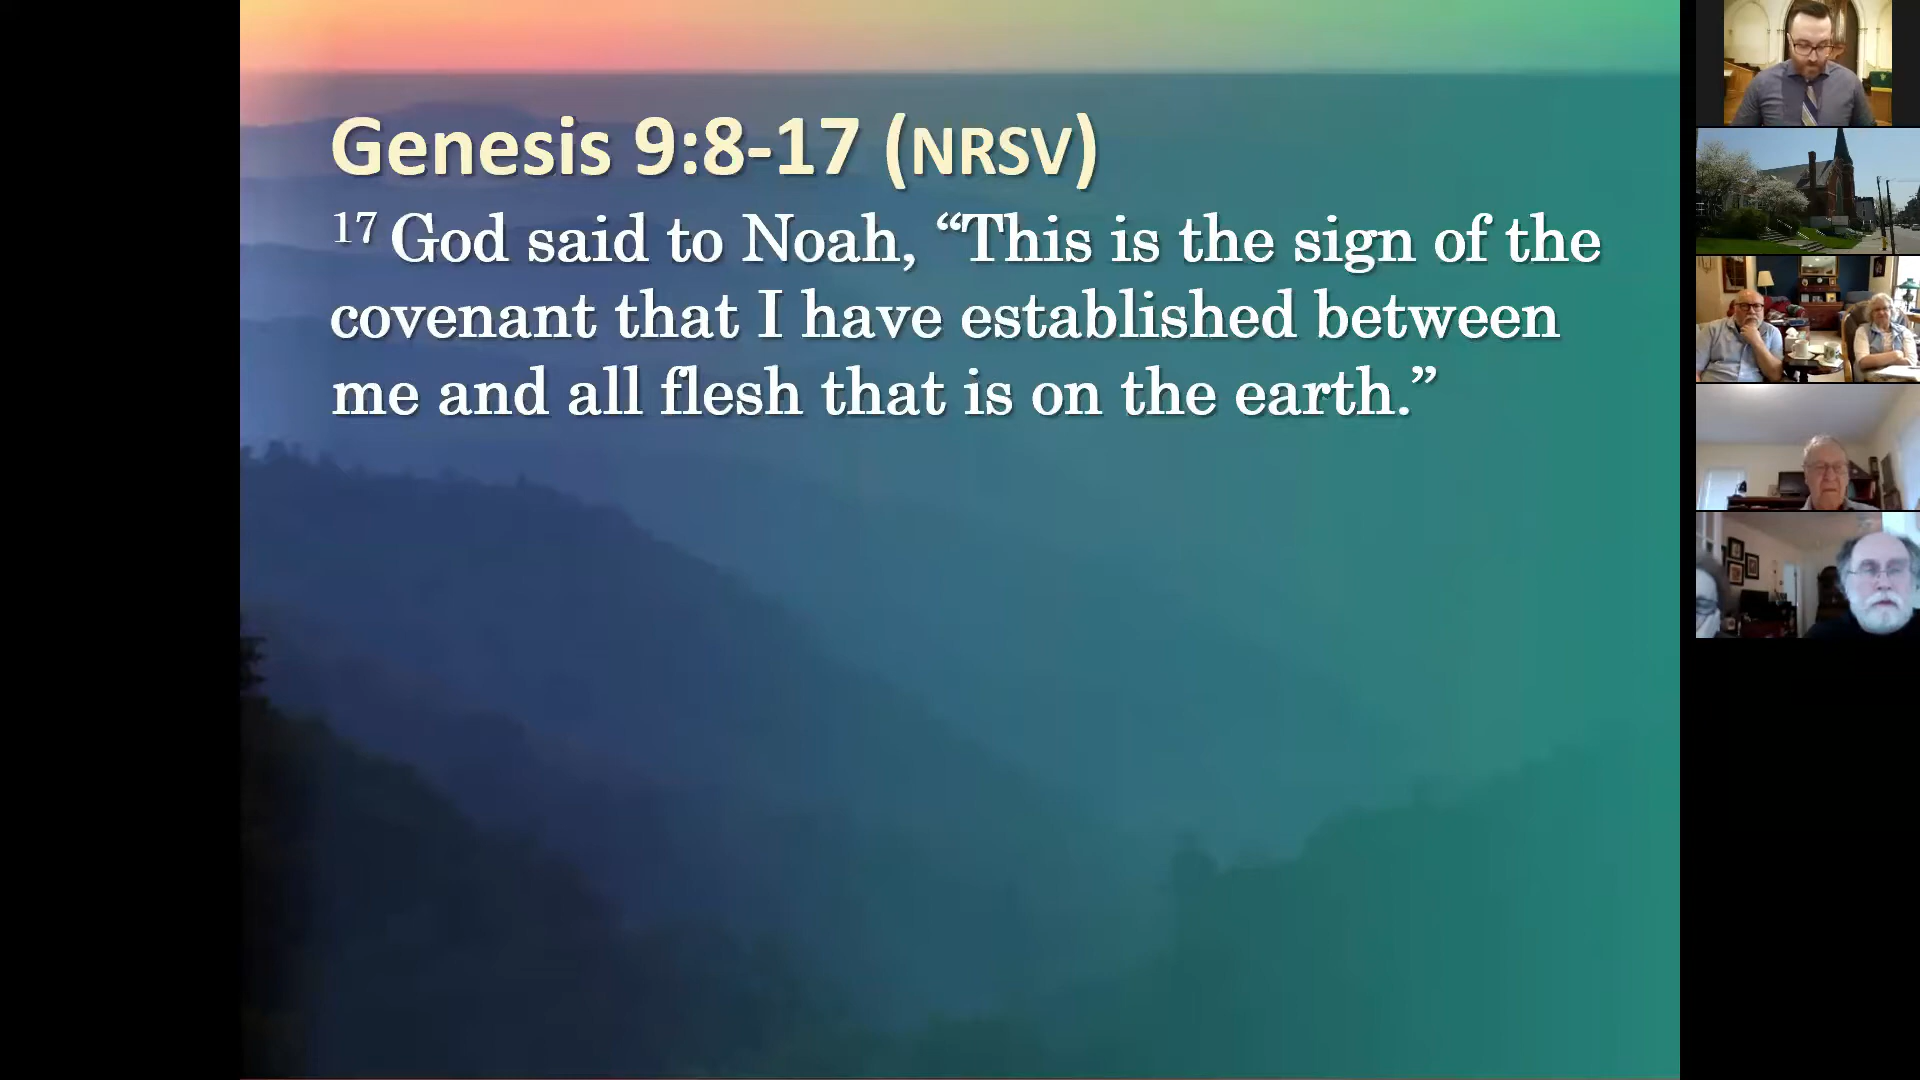 Genesis 9:8-17 (NRSV)
17 God said to Noah, “This is the sign of the
covenant that I have established between
me and all flesh that is on the earth.”